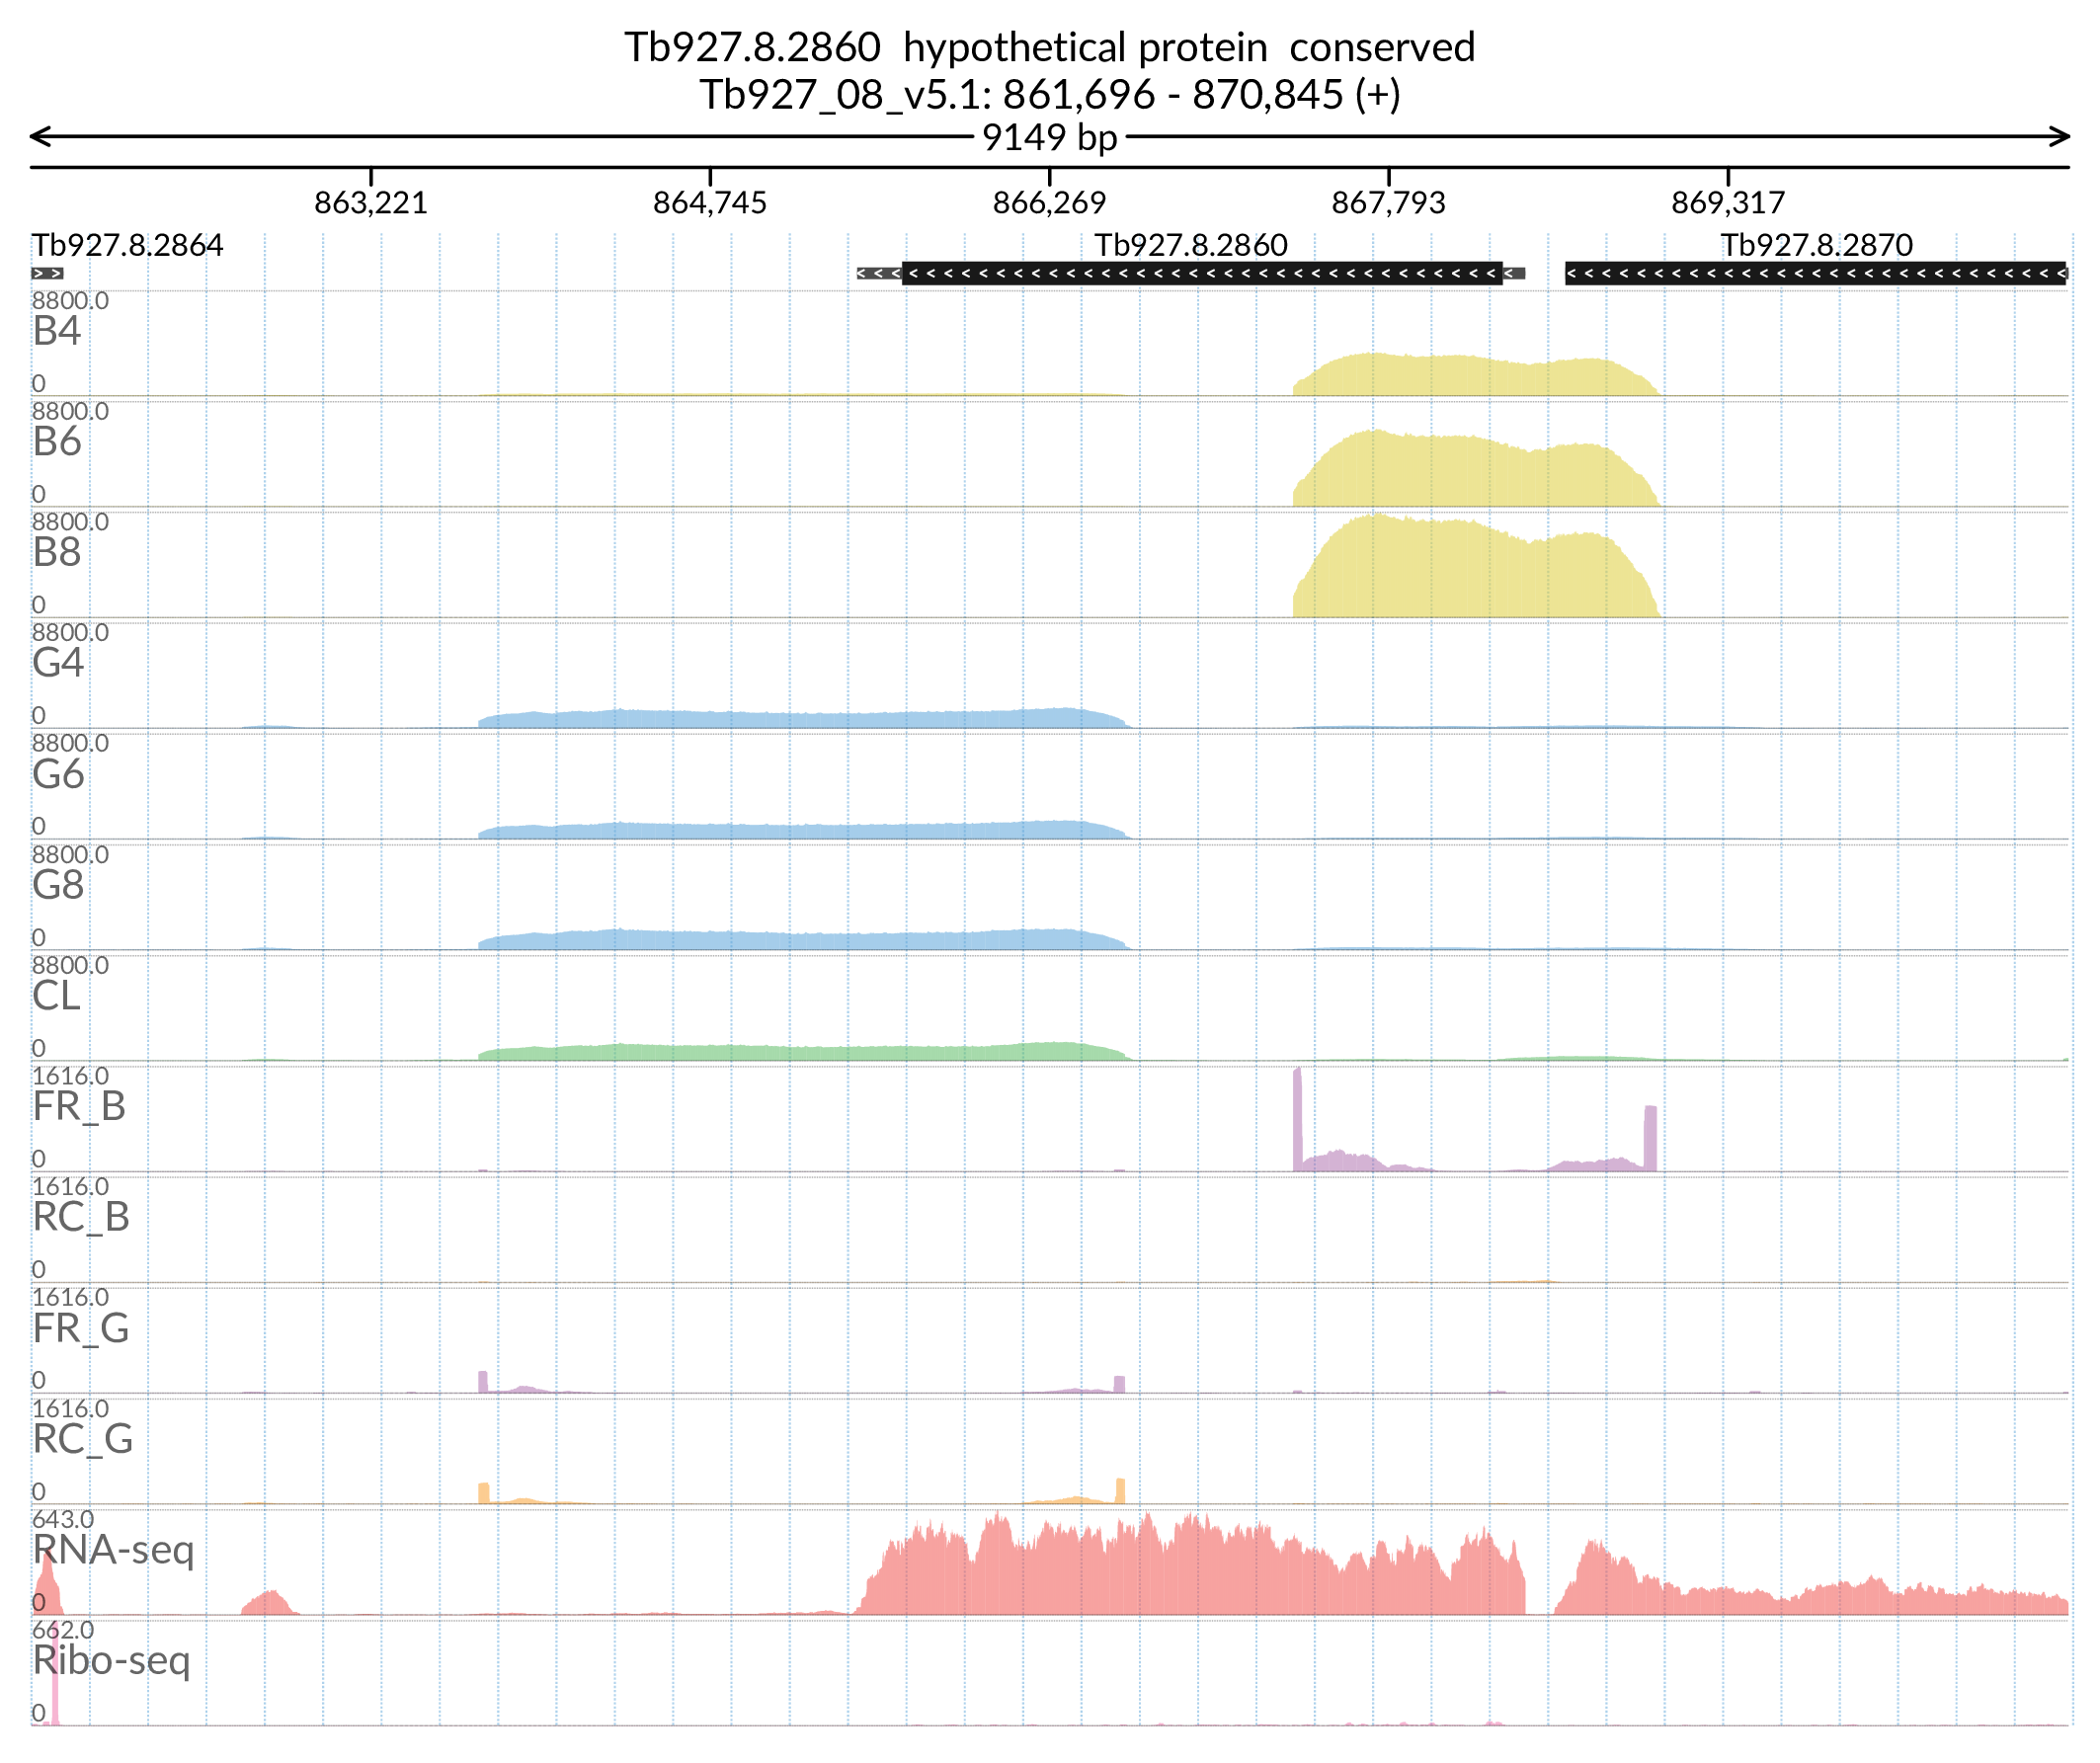 Tb927.8.2860  hypothetical protein  conserved
Tb927_08_v5.1: 861,696 - 870,845 (+)
9149 bp
863,221 864,745 866,269 867,793 869,317
Tb927.8.2864 Tb927.8.2860 Tb927.8.2870
8800.0
B4
0
8800.0
B6
0
8800.0
B8
0
8800.0
G4
0
8800.0
G6
0
8800.0
G8
0
8800.0
CL
0
1616.0
FR_B
0
1616.0
RC_B
0
1616.0
FR_G
0
1616.0
RC_G
0
643.0
RNA-seq
0
662.0
Ribo-seq
0